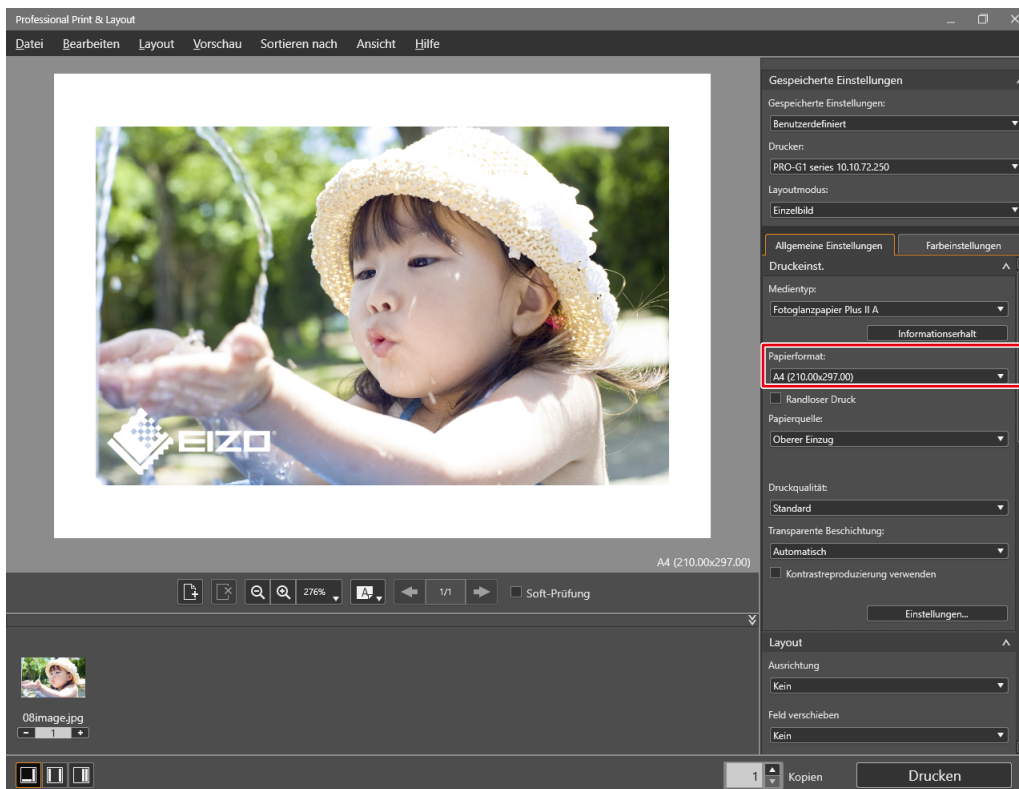 Professional Print & Layout
Datei Bearbeiten Layout Vorschau Sortieren nach Ansicht Hilfe
EIZO
A4 (210.00x297.00)
276%
A
1/1
Soft-Prüfung
08image.jpg
- 1 +
Gespeicherte Einstellungen
Gespeicherte Einstellungen:
Benutzerdefiniert
Drucker:
PRO-G1 series 10.10.72.250
Layoutmodus:
Einzelbild
Allgemeine Einstellungen Farbeinstellungen
Druckeinst.
Medientyp:
Fotoglanzpapier Plus II A
Informationserhalt
Papierformat:
A4 (210.00x297.00)
Randloser Druck
Papierquelle:
Oberer Einzug
Druckqualität:
Standard
Transparente Beschichtung:
Automatisch
Kontrastreproduzierung verwenden
Einstellungen...
Layout
Ausrichtung
Kein
Feld verschieben
Kein
1 Kopien Drucken